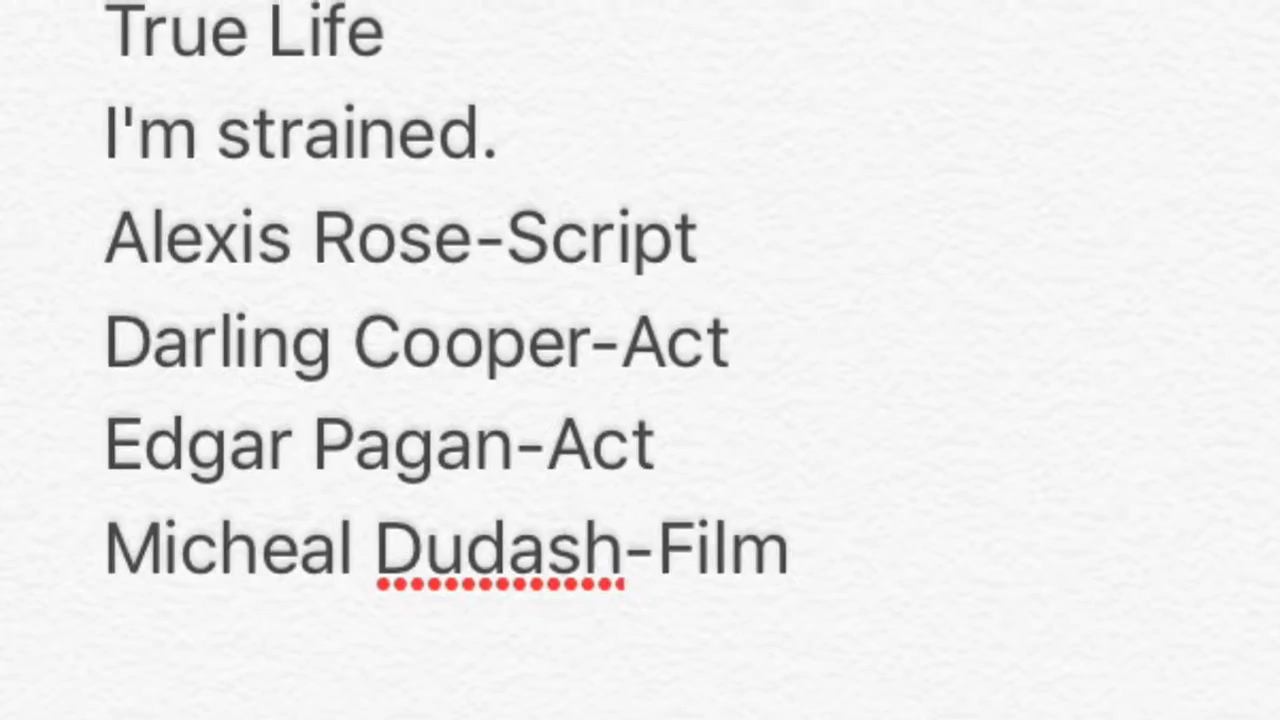 True Life
I'm strained.
Alexis Rose-Script
Darling Cooper-Act
Edgar Pagan-Act
Micheal Dudash-Film